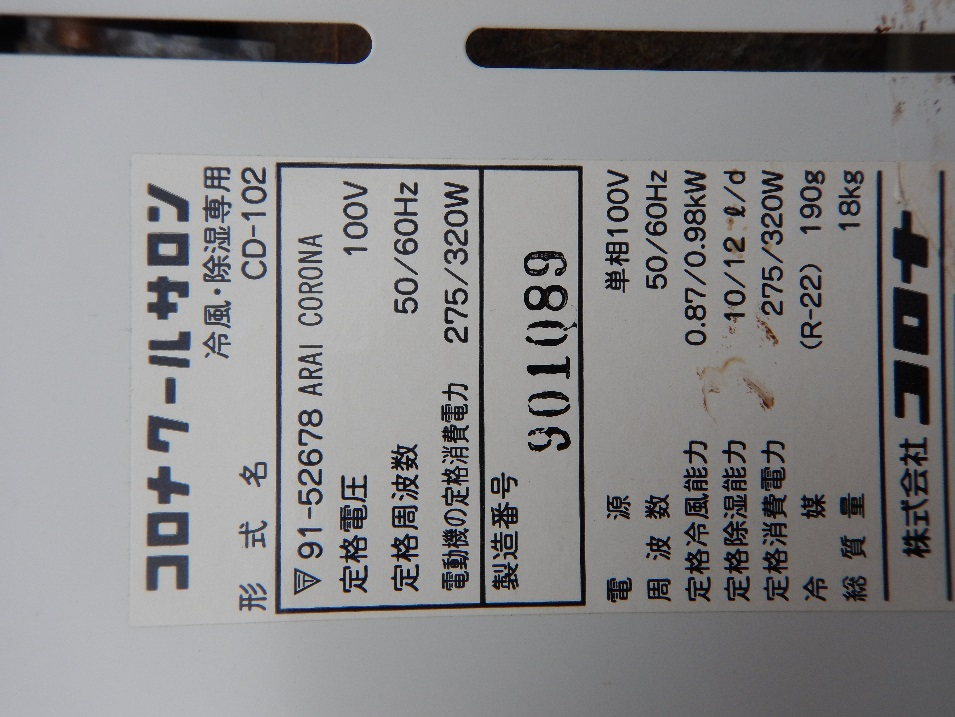 コロナクールサロン
冷風・除湿専用
形式名 CD-102
91-52678 ARAI CORONA
定格電圧 100V
定格周波数 50/60Hz
電動機の定格消費電力 275/320W
製造番号
901089
電源 単相100V
周波数 50/60Hz
定格冷風能力 0.87/0.98kW
定格除湿能力 10/12 ℓ/d
定格消費電力 275/320W
冷媒 (R-22) 190g
総質量 18kg
株式会社 コロナ